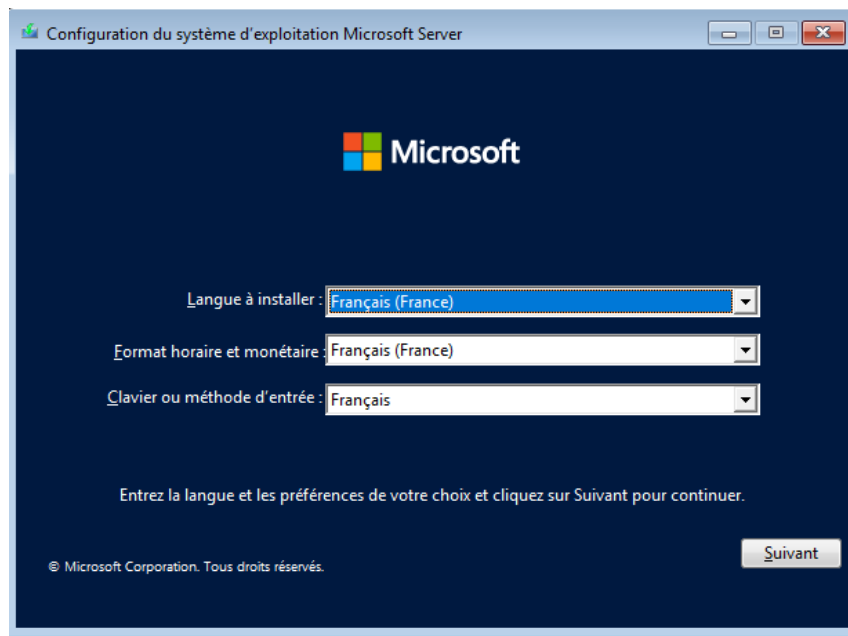 Configuration du système d'exploitation Microsoft Server
Microsoft
Langue à installer : Français (France)
Format horaire et monétaire : Français (France)
Clavier ou méthode d'entrée : Français
Entrez la langue et les préférences de votre choix et cliquez sur Suivant pour continuer.
Suivant
© Microsoft Corporation. Tous droits réservés.